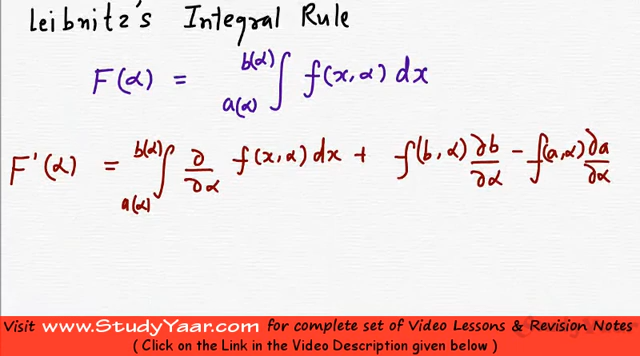 Leibnitz's Integral Rule
F(α) = ∫_{a(α)}^{b(α)} f(x,α) dx
F'(α) = ∫_{a(α)}^{b(α)} ∂/∂α f(x,α) dx + f(b,α) ∂b/∂α - f(a,α) ∂a/∂α
Visit www.StudyYaar.com for complete set of Video Lessons & Revision Notes
( Click on the Link in the Video Description given below )